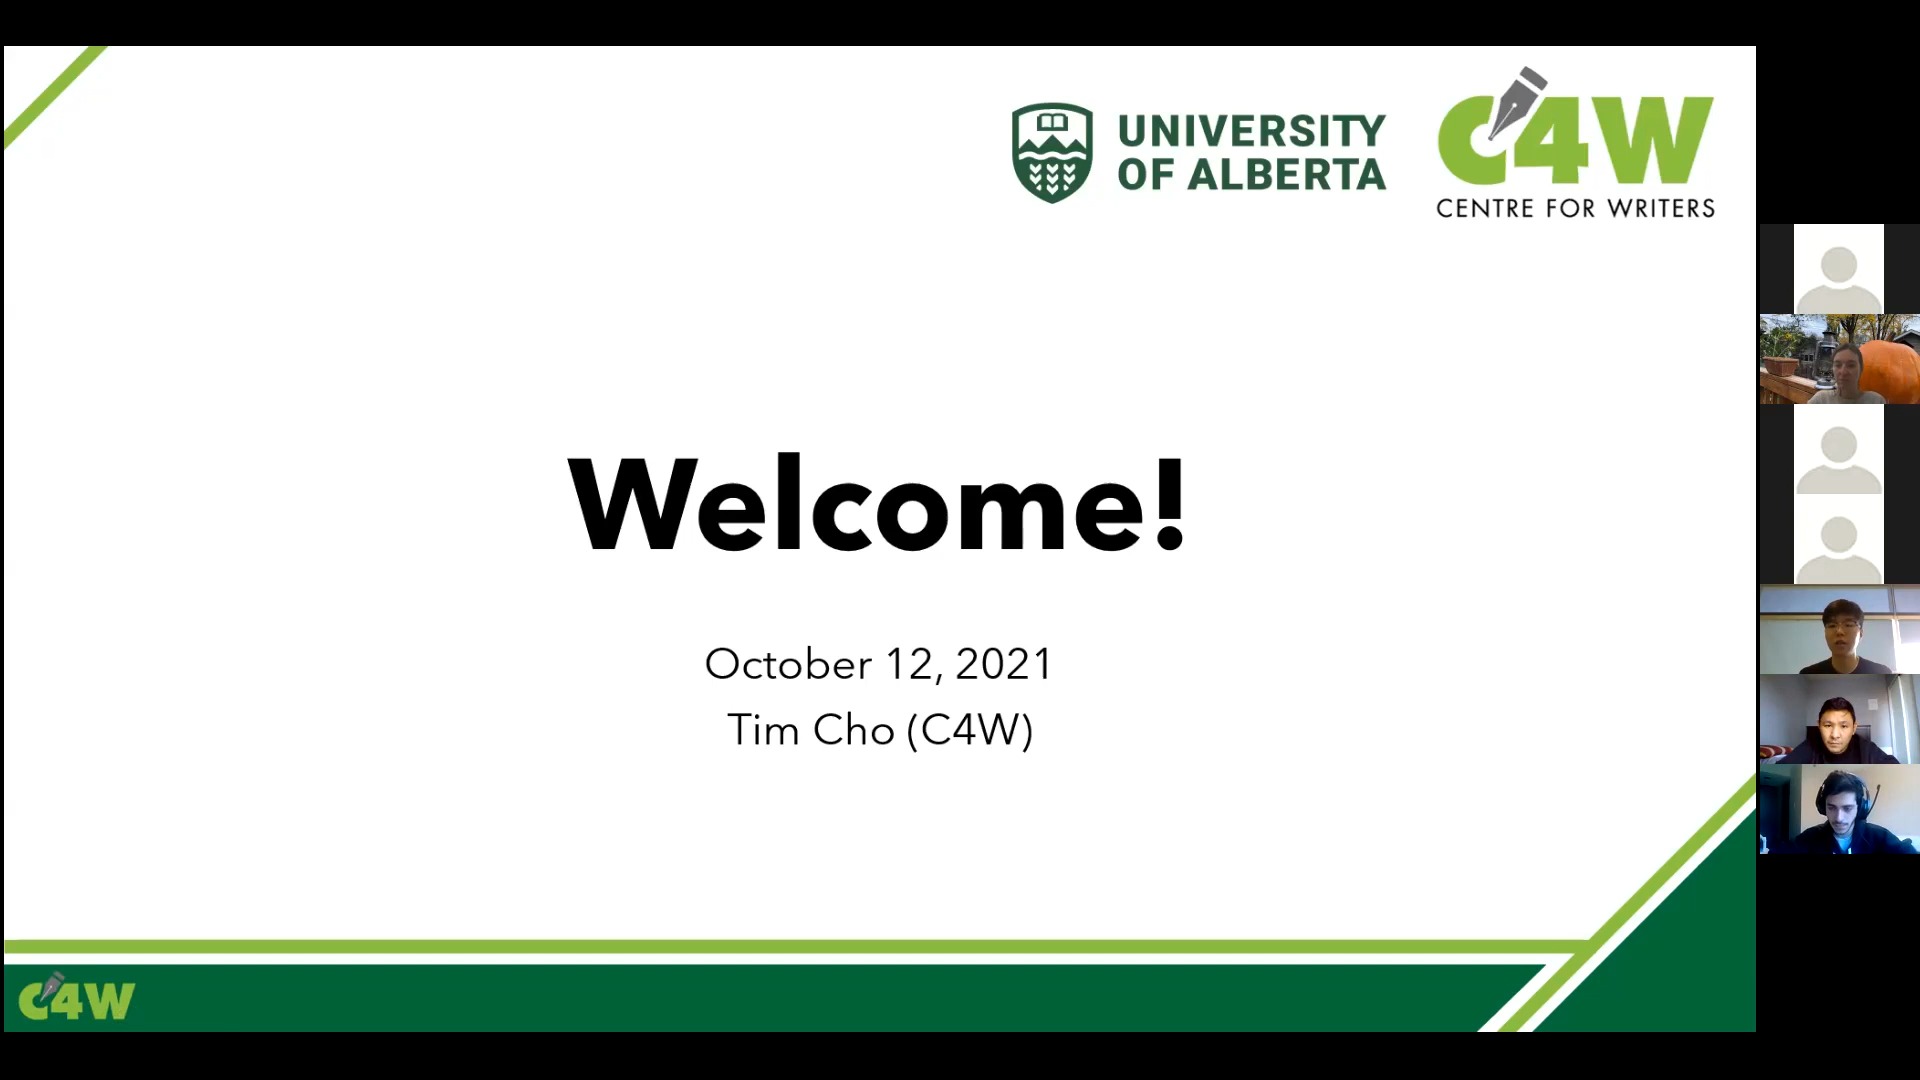 UNIVERSITY
OF ALBERTA
C4W
CENTRE FOR WRITERS
Welcome!
October 12, 2021
Tim Cho (C4W)
C4W